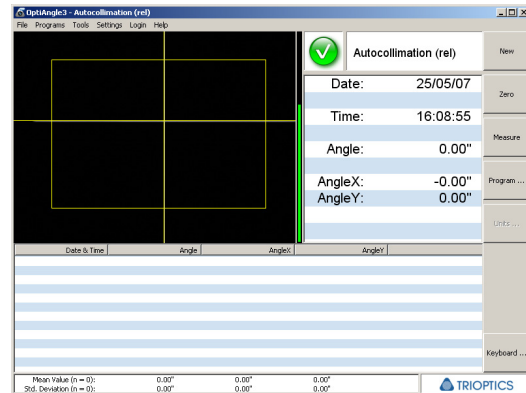 OptiAngle3 - Autocollimation (rel)
File Programs Tools Settings Login Help
Autocollimation (rel)
New
Date: 25/05/07
Zero
Time: 16:08:55
Measure
Angle: 0.00"
AngleX: -0.00"
Program ...
AngleY: 0.00"
Units ...
Date & Time Angle AngleX AngleY
Keyboard ...
Mean Value (n = 0): 0.00" 0.00" 0.00"
Std. Deviation (n = 0): 0.00" 0.00" 0.00"
TRIOPTICS